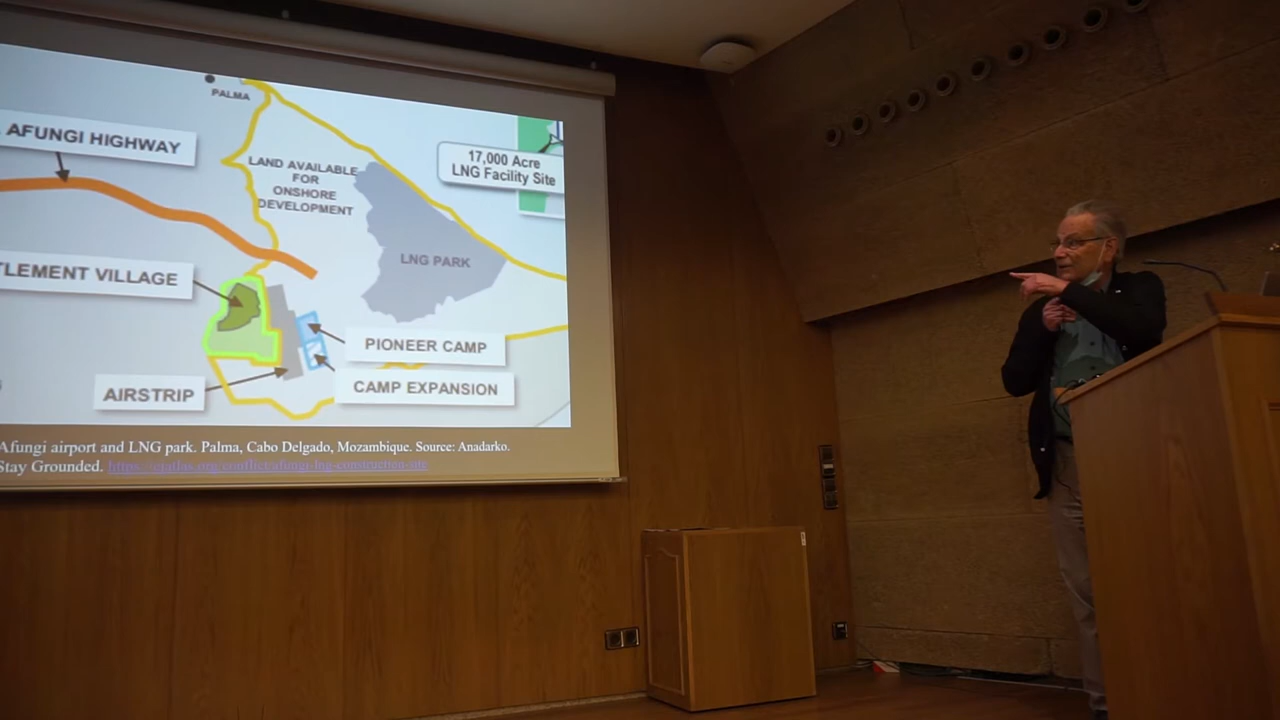 PALMA
AFUNGI HIGHWAY
LAND AVAILABLE
FOR
ONSHORE
DEVELOPMENT
17,000 Acre
LNG Facility Site
LNG PARK
TLEMENT VILLAGE
PIONEER CAMP
AIRSTRIP
CAMP EXPANSION
Afungi airport and LNG park. Palma, Cabo Delgado, Mozambique. Source: Anadarko.
Stay Grounded.